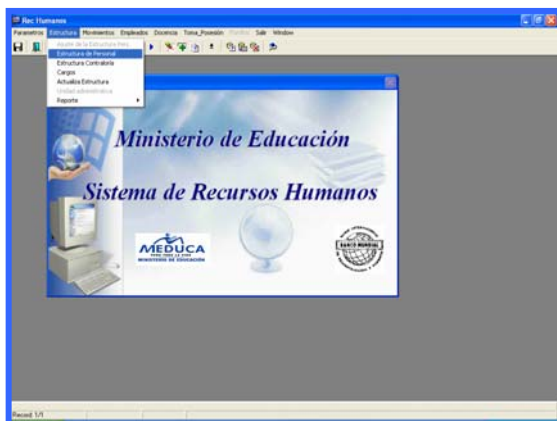 Rec Humanos
Parametros Estructura Movimientos Empleados Docencia Toma_Posesión Planilla Salir Window
Ajuste de la Estructura Pers.
Estructura de Personal
Estructura Contraloría
Cargos
Actualiza Estructura
Unidad administrativa
Reporte
Ministerio de Educación
Sistema de Recursos Humanos
MEDUCA
MINISTERIO DE EDUCACIÓN
BANCO MUNDIAL
Record: 1/1